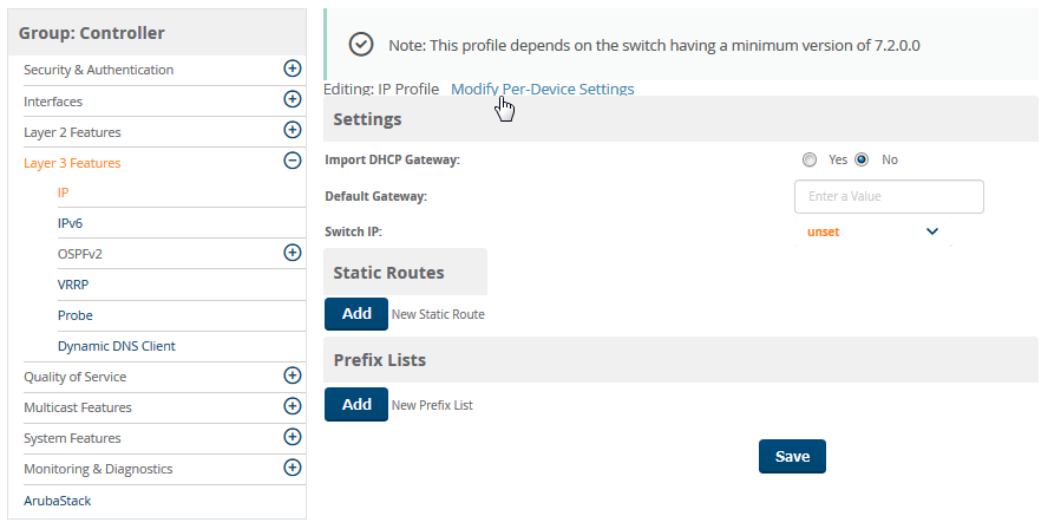 Group: Controller
Security & Authentication
Interfaces
Layer 2 Features
Layer 3 Features
IP
IPv6
OSPFv2
VRRP
Probe
Dynamic DNS Client
Quality of Service
Multicast Features
System Features
Monitoring & Diagnostics
ArubaStack
Note: This profile depends on the switch having a minimum version of 7.2.0.0
Editing: IP Profile Modify Per-Device Settings
Settings
Import DHCP Gateway: Yes No
Default Gateway: Enter a Value
Switch IP: unset
Static Routes
Add New Static Route
Prefix Lists
Add New Prefix List
Save